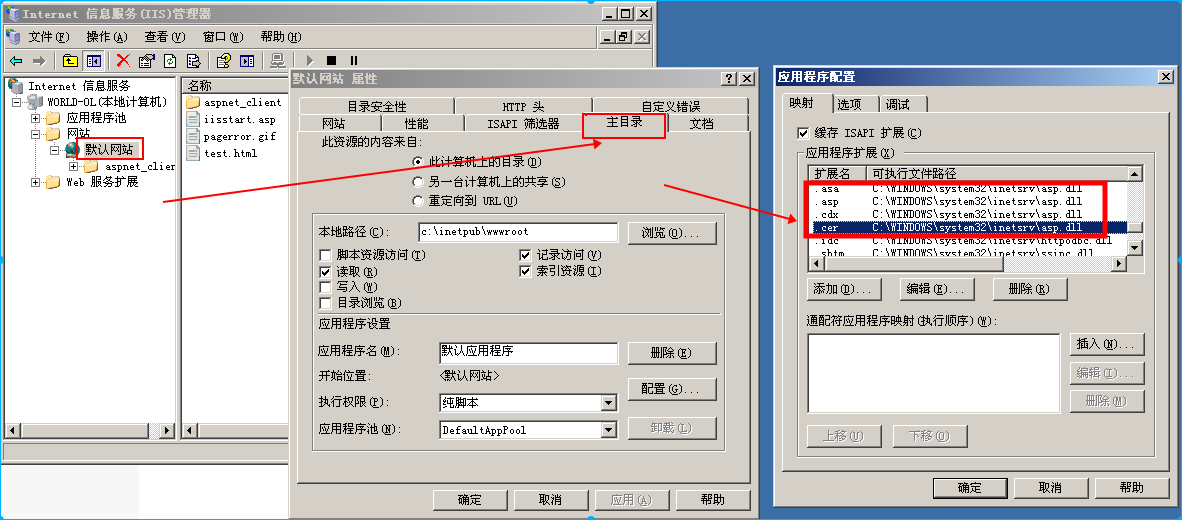 Internet 信息服务(IIS)管理器
文件(F) 操作(A) 查看(V) 窗口(W) 帮助(H)
Internet 信息服务
WORLD-OL(本地计算机)
应用程序池
网站
默认网站
aspnet_clier
Web 服务扩展
名称
aspnet_client
iisstart.asp
pagerror.gif
test.html
默认网站 属性
目录安全性 HTTP 头 自定义错误
网站 性能 ISAPI 筛选器 主目录 文档
此资源的内容来自:
此计算机上的目录(D)
另一台计算机上的共享(S)
重定向到 URL(U)
本地路径(C): c:\inetpub\wwwroot 浏览(O)...
脚本资源访问(T) 记录访问(V)
读取(R) 索引资源(I)
写入(W)
目录浏览(B)
应用程序设置
应用程序名(M): 默认应用程序 删除(E)
开始位置: <默认网站>
配置(G)...
执行权限(P): 纯脚本
应用程序池(N): DefaultAppPool 卸载(L)
确定 取消 应用(A) 帮助
应用程序配置
映射 选项 调试
缓存 ISAPI 扩展(C)
应用程序扩展(X)
扩展名 可执行文件路径
.asa C:\WINDOWS\system32\inetsrv\asp.dll
.asp C:\WINDOWS\system32\inetsrv\asp.dll
.cdx C:\WINDOWS\system32\inetsrv\asp.dll
.cer C:\WINDOWS\system32\inetsrv\asp.dll
.idc C:\WINDOWS\system32\inetsrv\httpodbc.dll
.shtm C:\WINDOWS\system32\inetsrv\ssinc.dll
添加(D)... 编辑(E)... 删除(R)
通配符应用程序映射(执行顺序)(W):
插入(N)...
编辑(I)...
删除(M)
上移(U) 下移(O)
确定 取消 帮助